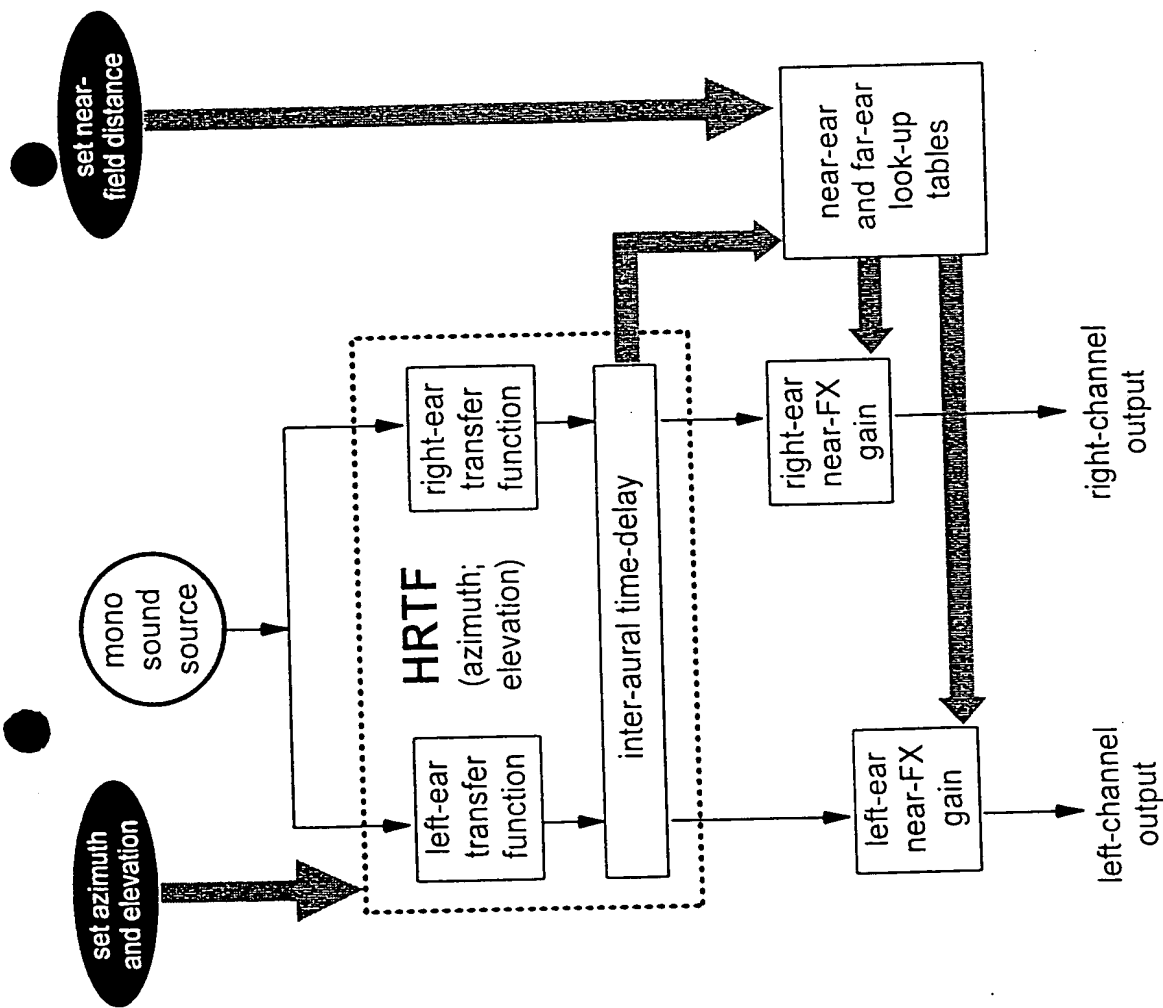 set azimuth
and elevation
mono
sound
source
set near-
field distance
left-ear
transfer
function
HRTF
(azimuth;
elevation)
right-ear
transfer
function
inter-aural time-delay
near-ear
and far-ear
look-up
tables
left-ear
near-FX
gain
right-ear
near-FX
gain
left-channel
output
right-channel
output